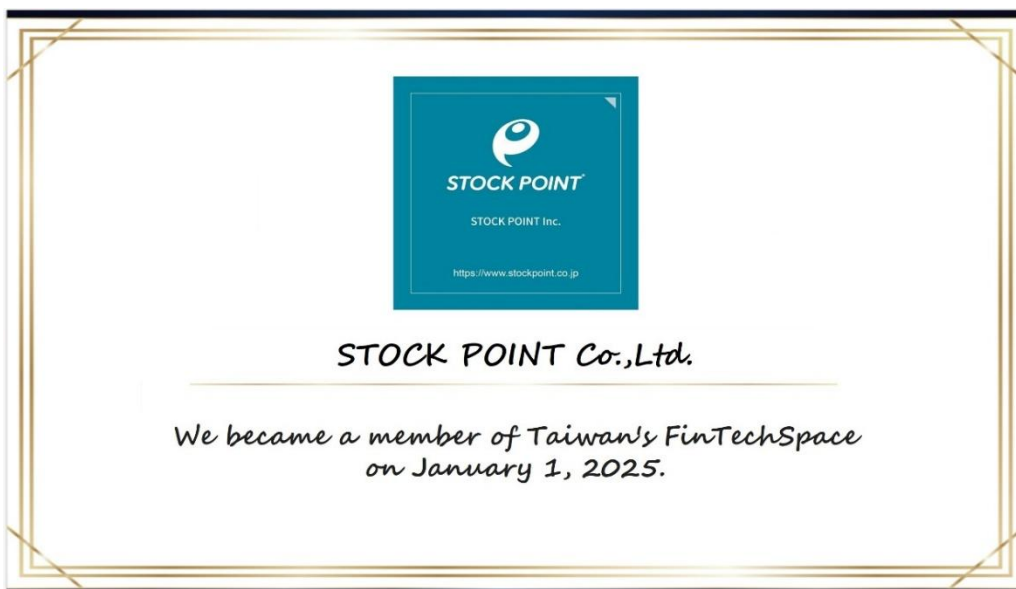 STOCK POINT
STOCK POINT Inc.
https://www.stockpoint.co.jp
STOCK POINT Co.,Ltd.
We became a member of Taiwan's FinTechSpace
on January 1, 2025.